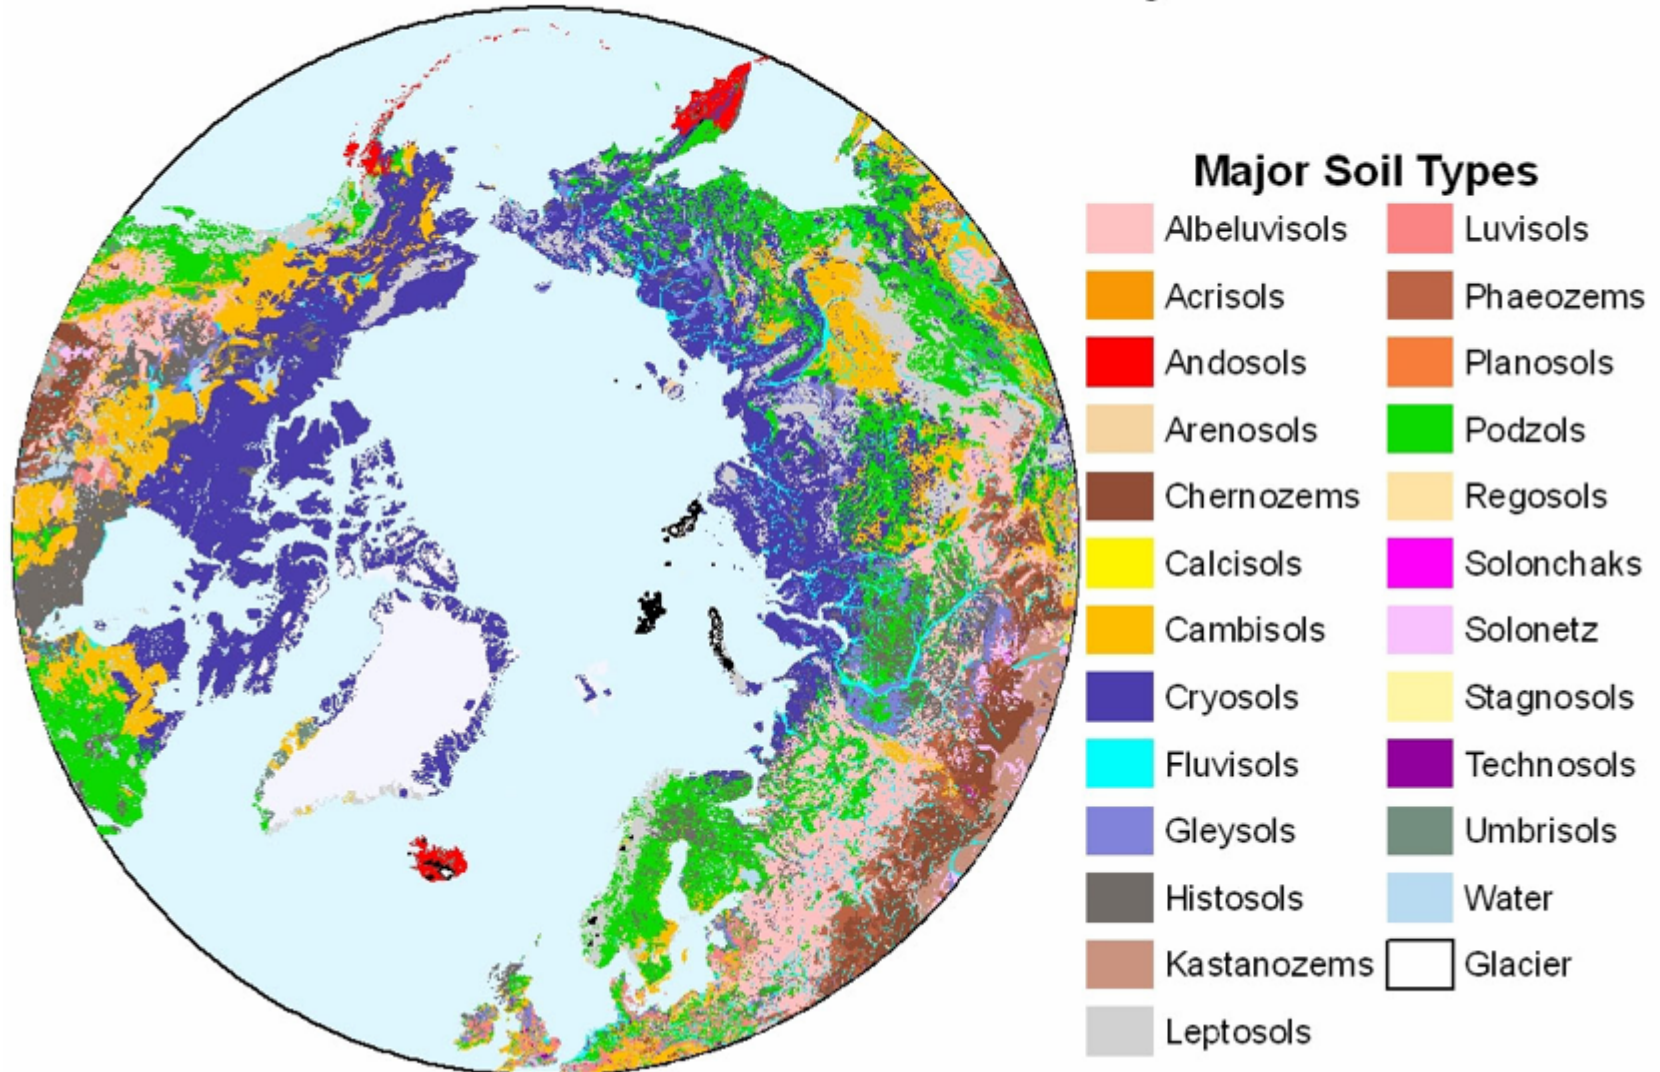 Major Soil Types
Albeluvisols
Acrisols
Andosols
Arenosols
Chernozems
Calcisols
Cambisols
Cryosols
Fluvisols
Gleysols
Histosols
Kastanozems
Leptosols
Luvisols
Phaeozems
Planosols
Podzols
Regosols
Solonchaks
Solonetz
Stagnosols
Technosols
Umbrisols
Water
Glacier